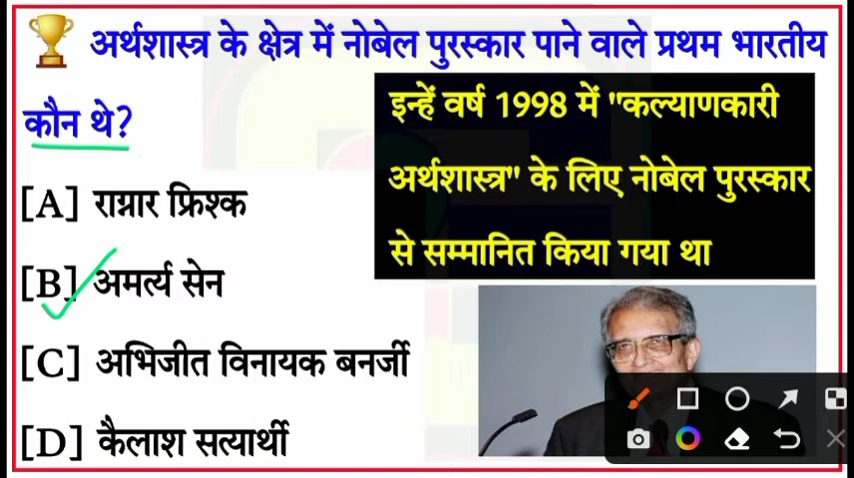 अर्थशास्त्र के क्षेत्र में नोबेल पुरस्कार पाने वाले प्रथम भारतीय
कौन थे?
[A] राग्नार फ्रिश्क
[B] अमर्त्य सेन
[C] अभिजीत विनायक बनर्जी
[D] कैलाश सत्यार्थी
इन्हें वर्ष 1998 में "कल्याणकारी
अर्थशास्त्र" के लिए नोबेल पुरस्कार
से सम्मानित किया गया था